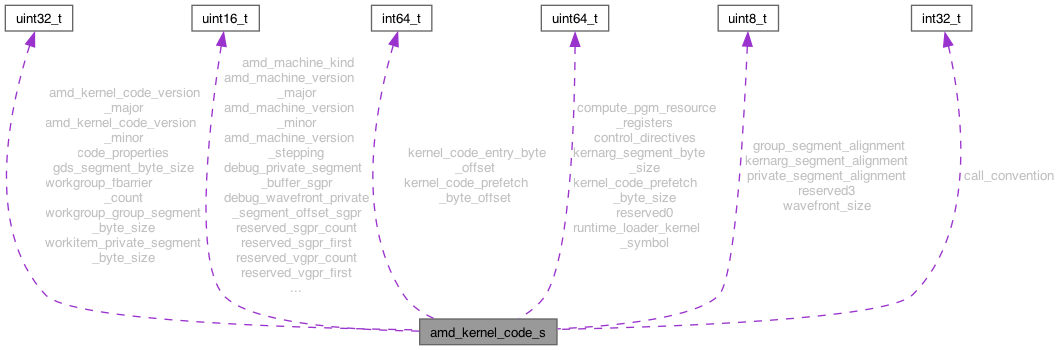 uint32_t
uint16_t
int64_t
uint64_t
uint8_t
int32_t
amd_kernel_code_version
_major
amd_kernel_code_version
_minor
code_properties
gds_segment_byte_size
workgroup_fbarrier
_count
workgroup_group_segment
_byte_size
workitem_private_segment
_byte_size
amd_machine_kind
amd_machine_version
_major
amd_machine_version
_minor
amd_machine_version
_stepping
debug_private_segment
_buffer_sgpr
debug_wavefront_private
_segment_offset_sgpr
reserved_sgpr_count
reserved_sgpr_first
reserved_vgpr_count
reserved_vgpr_first
...
kernel_code_entry_byte
_offset
kernel_code_prefetch
_byte_offset
compute_pgm_resource
_registers
control_directives
kernarg_segment_byte
_size
kernel_code_prefetch
_byte_size
reserved0
runtime_loader_kernel
_symbol
group_segment_alignment
kernarg_segment_alignment
private_segment_alignment
reserved3
wavefront_size
call_convention
amd_kernel_code_s